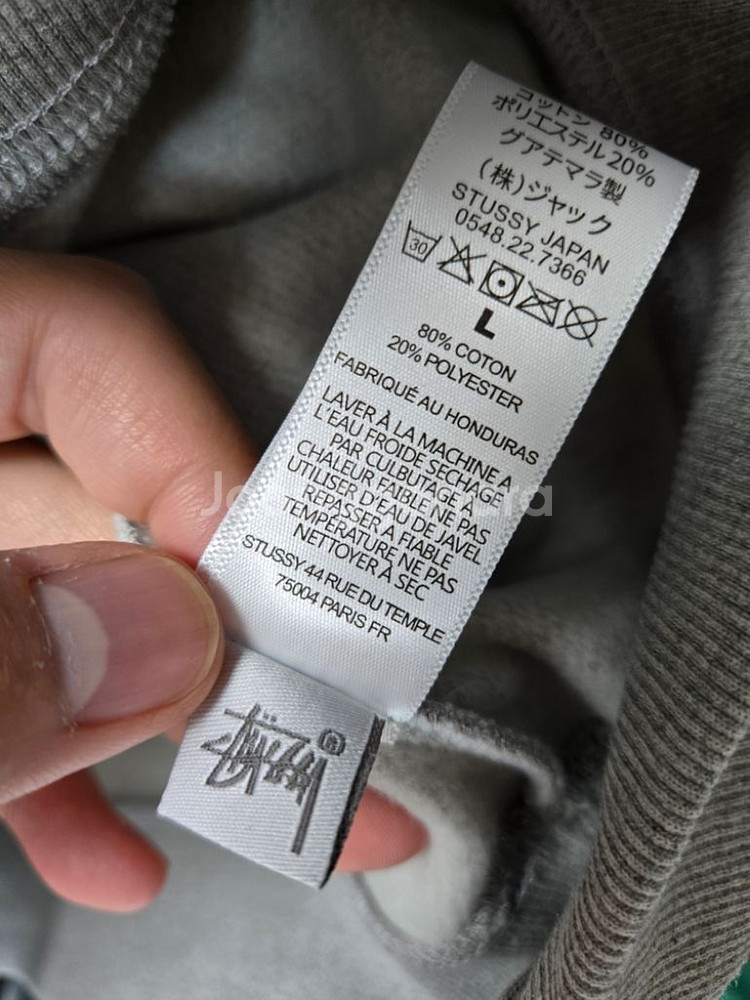 コットン 80%
ポリエステル 20%
グアテマラ製
(株)ジャック
STUSSY JAPAN
0548.22.7366
30
L
80% COTON
20% POLYESTER
FABRIQUÉ AU HONDURAS
LAVER À LA MACHINE A
L'EAU FROIDE SECHAGE
PAR CULBUTAGE À
CHALEUR FAIBLE NE PAS
UTILISER D'EAU DE JAVEL
REPASSER À FIABLE
TEMPÉRATURE NE PAS
NETTOYER À SEC
STUSSY 44 RUE DU TEMPLE
75004 PARIS FR
Stüssy ®